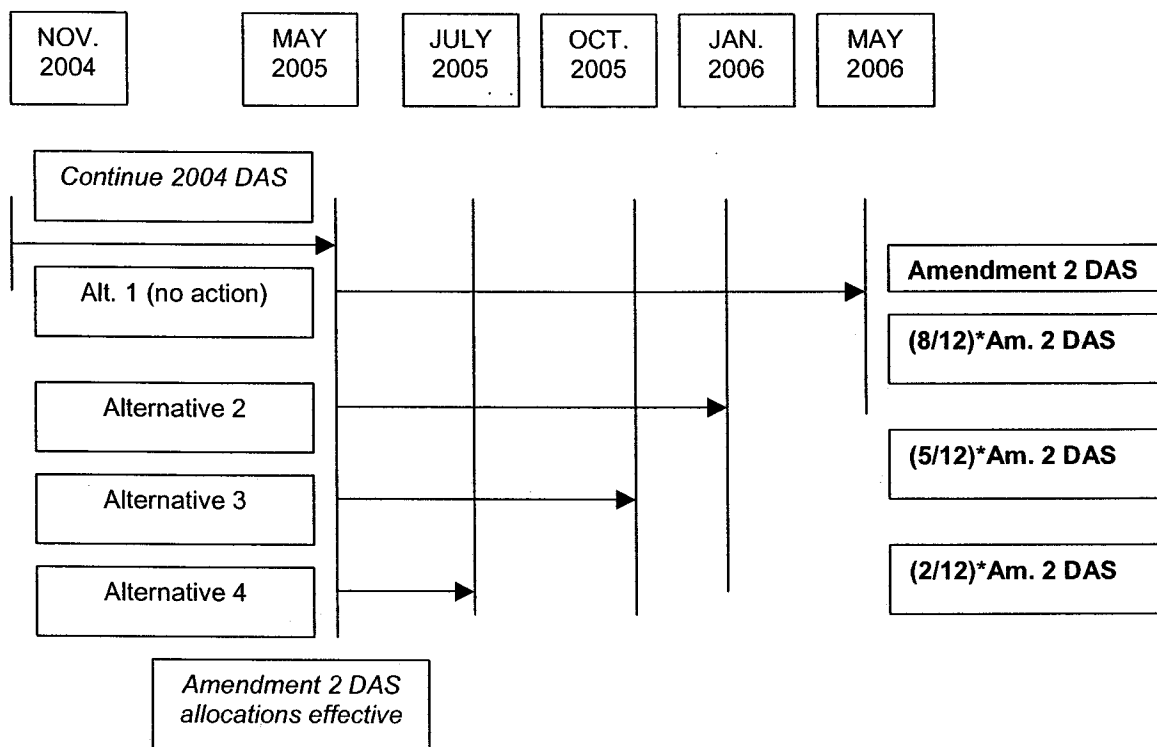 NOV.
2004
MAY
2005
JULY
2005
OCT.
2005
JAN.
2006
MAY
2006
Continue 2004 DAS
Alt. 1 (no action)
Amendment 2 DAS
(8/12)*Am. 2 DAS
Alternative 2
(5/12)*Am. 2 DAS
Alternative 3
(2/12)*Am. 2 DAS
Alternative 4
Amendment 2 DAS
allocations effective